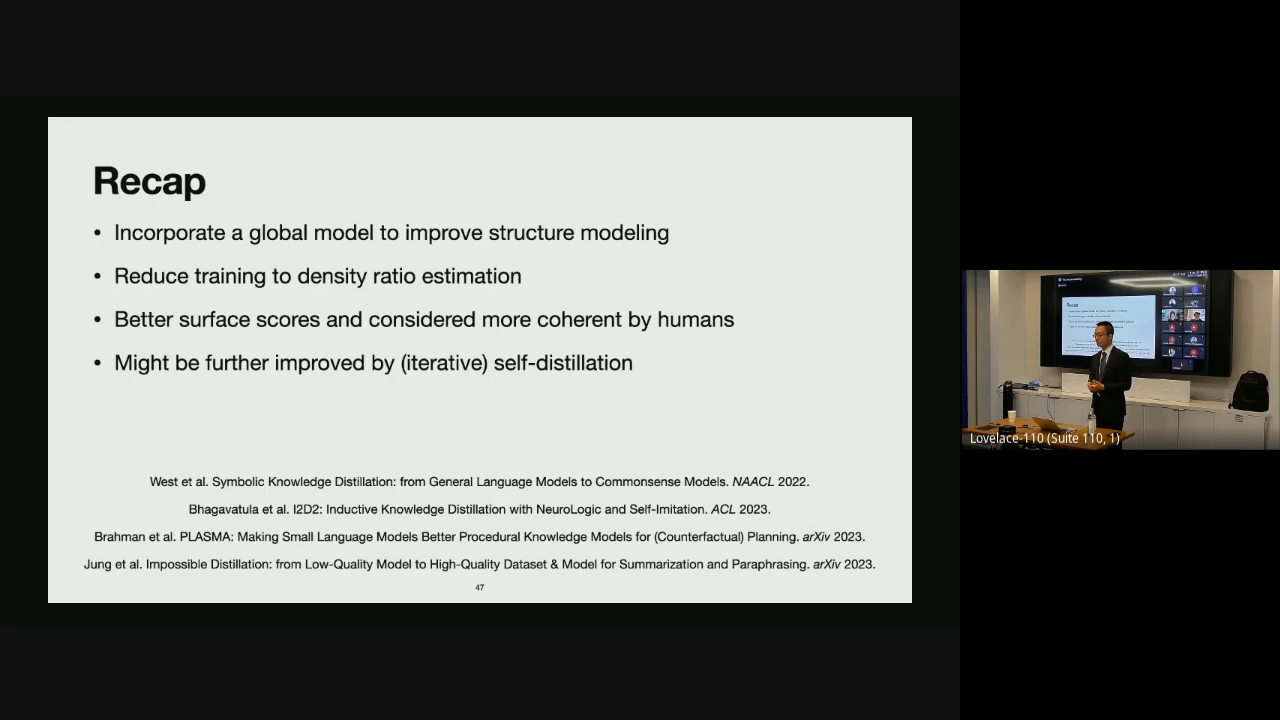 Recap
• Incorporate a global model to improve structure modeling
• Reduce training to density ratio estimation
• Better surface scores and considered more coherent by humans
• Might be further improved by (iterative) self-distillation
West et al. Symbolic Knowledge Distillation: from General Language Models to Commonsense Models. NAACL 2022.
Bhagavatula et al. I2D2: Inductive Knowledge Distillation with NeuroLogic and Self-Imitation. ACL 2023.
Brahman et al. PLASMA: Making Small Language Models Better Procedural Knowledge Models for (Counterfactual) Planning. arXiv 2023.
Jung et al. Impossible Distillation: from Low-Quality Model to High-Quality Dataset & Model for Summarization and Paraphrasing. arXiv 2023.
47
Recap
Lovelace-110 (Suite 110, 1)